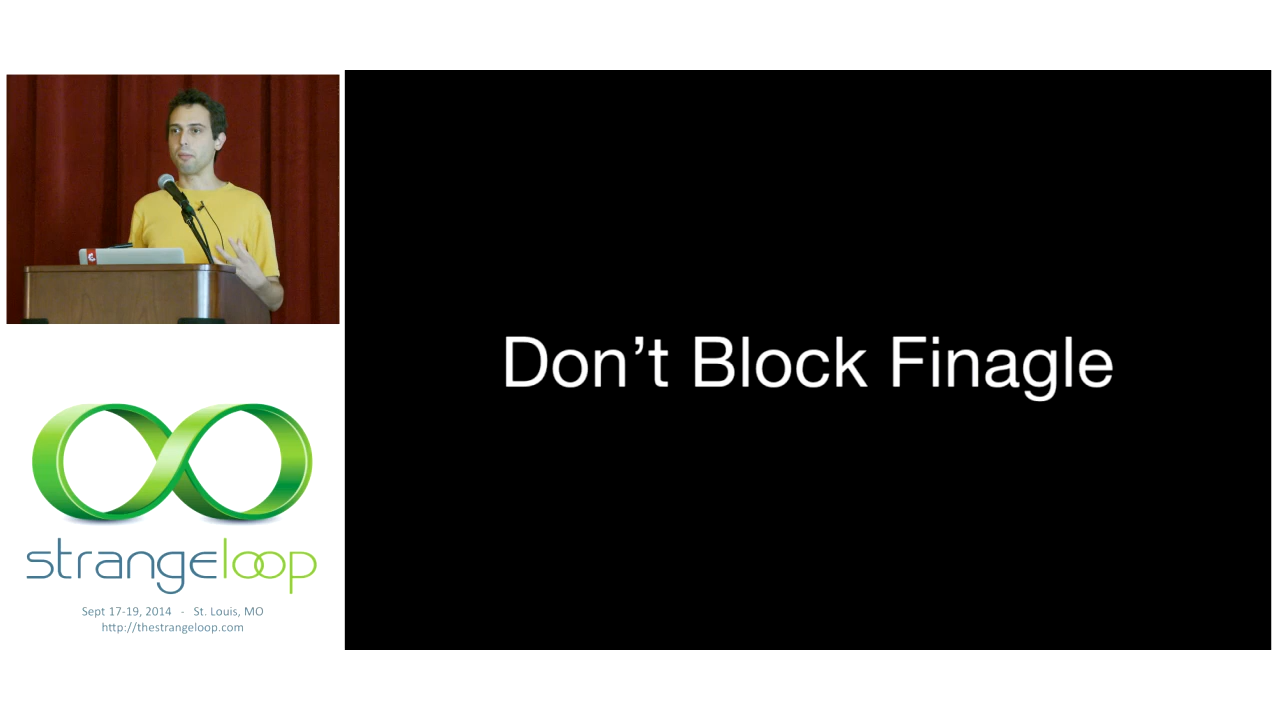 Don’t Block Finagle
strangeloop
Sept 17-19, 2014 - St. Louis, MO
http://thestrangeloop.com